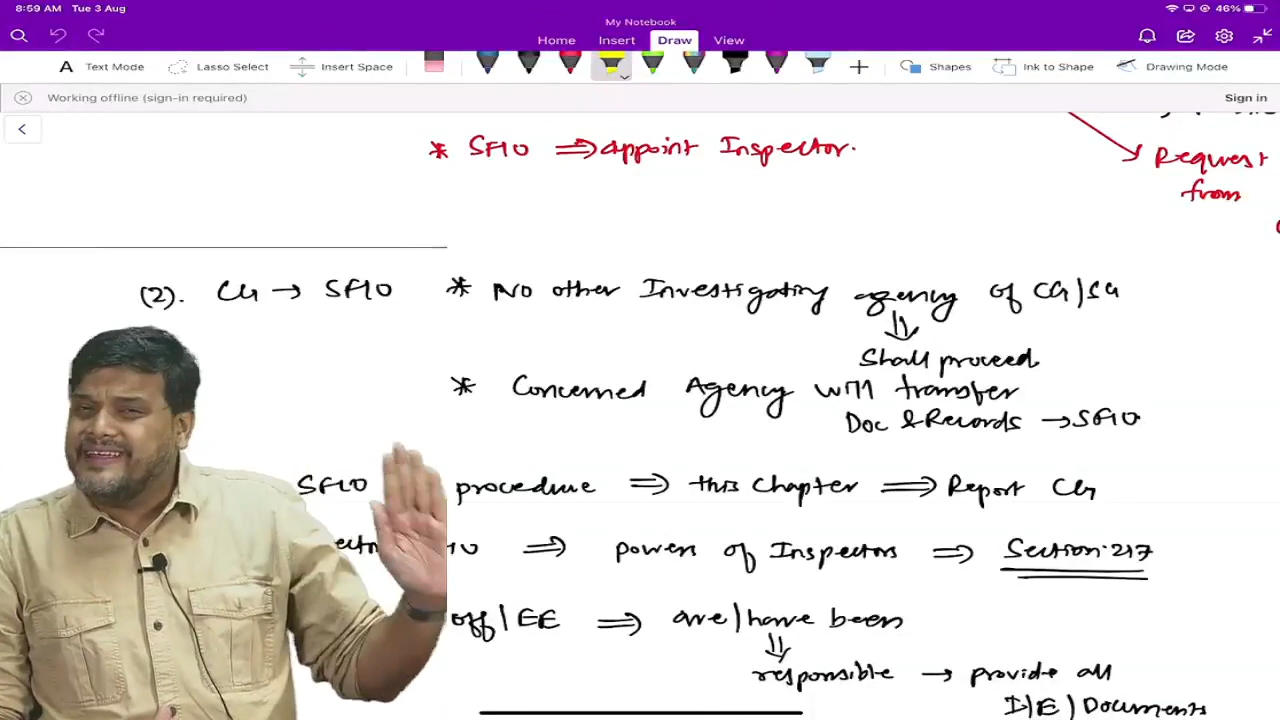 8:59 AM Tue 3 Aug
46%
My Notebook
Home Insert Draw View
A Text Mode Lasso Select Insert Space + Shapes Ink to Shape Drawing Mode
Working offline (sign-in required) Sign in
* SFIO ⇒ appoint Inspector.
Request
from
(2). CG → SFIO * No other Investigating agency of CG/SG
⇓
Shall proceed
* Concerned Agency will transfer
Doc & Records → SFIO
SFIO procedure ⇒ this Chapter ⇒ Report CG
⇒ powers of Inspectors ⇒ Section: 217
off/EE ⇒ are/have been
⇓
responsible → provide all
I/E/Documents